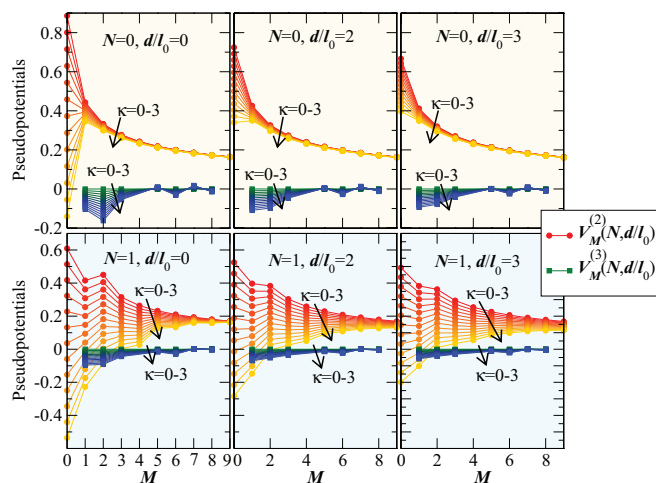 N=0, d/l₀=0
N=0, d/l₀=2
N=0, d/l₀=3
Pseudopotentials
0.8
0.6
0.4
0.2
0
-0.2
κ=0-3
κ=0-3
κ=0-3
κ=0-3
κ=0-3
κ=0-3
V_M^(2)(N,d/l₀)
V_M^(3)(N,d/l₀)
N=1, d/l₀=0
N=1, d/l₀=2
N=1, d/l₀=3
Pseudopotentials
0.6
0.4
0.2
0
-0.2
-0.4
κ=0-3
κ=0-3
κ=0-3
κ=0-3
κ=0-3
κ=0-3
0 1 2 3 4 5 6 7 8 9
0 2 4 6 8
0 2 4 6 8
M
M
M